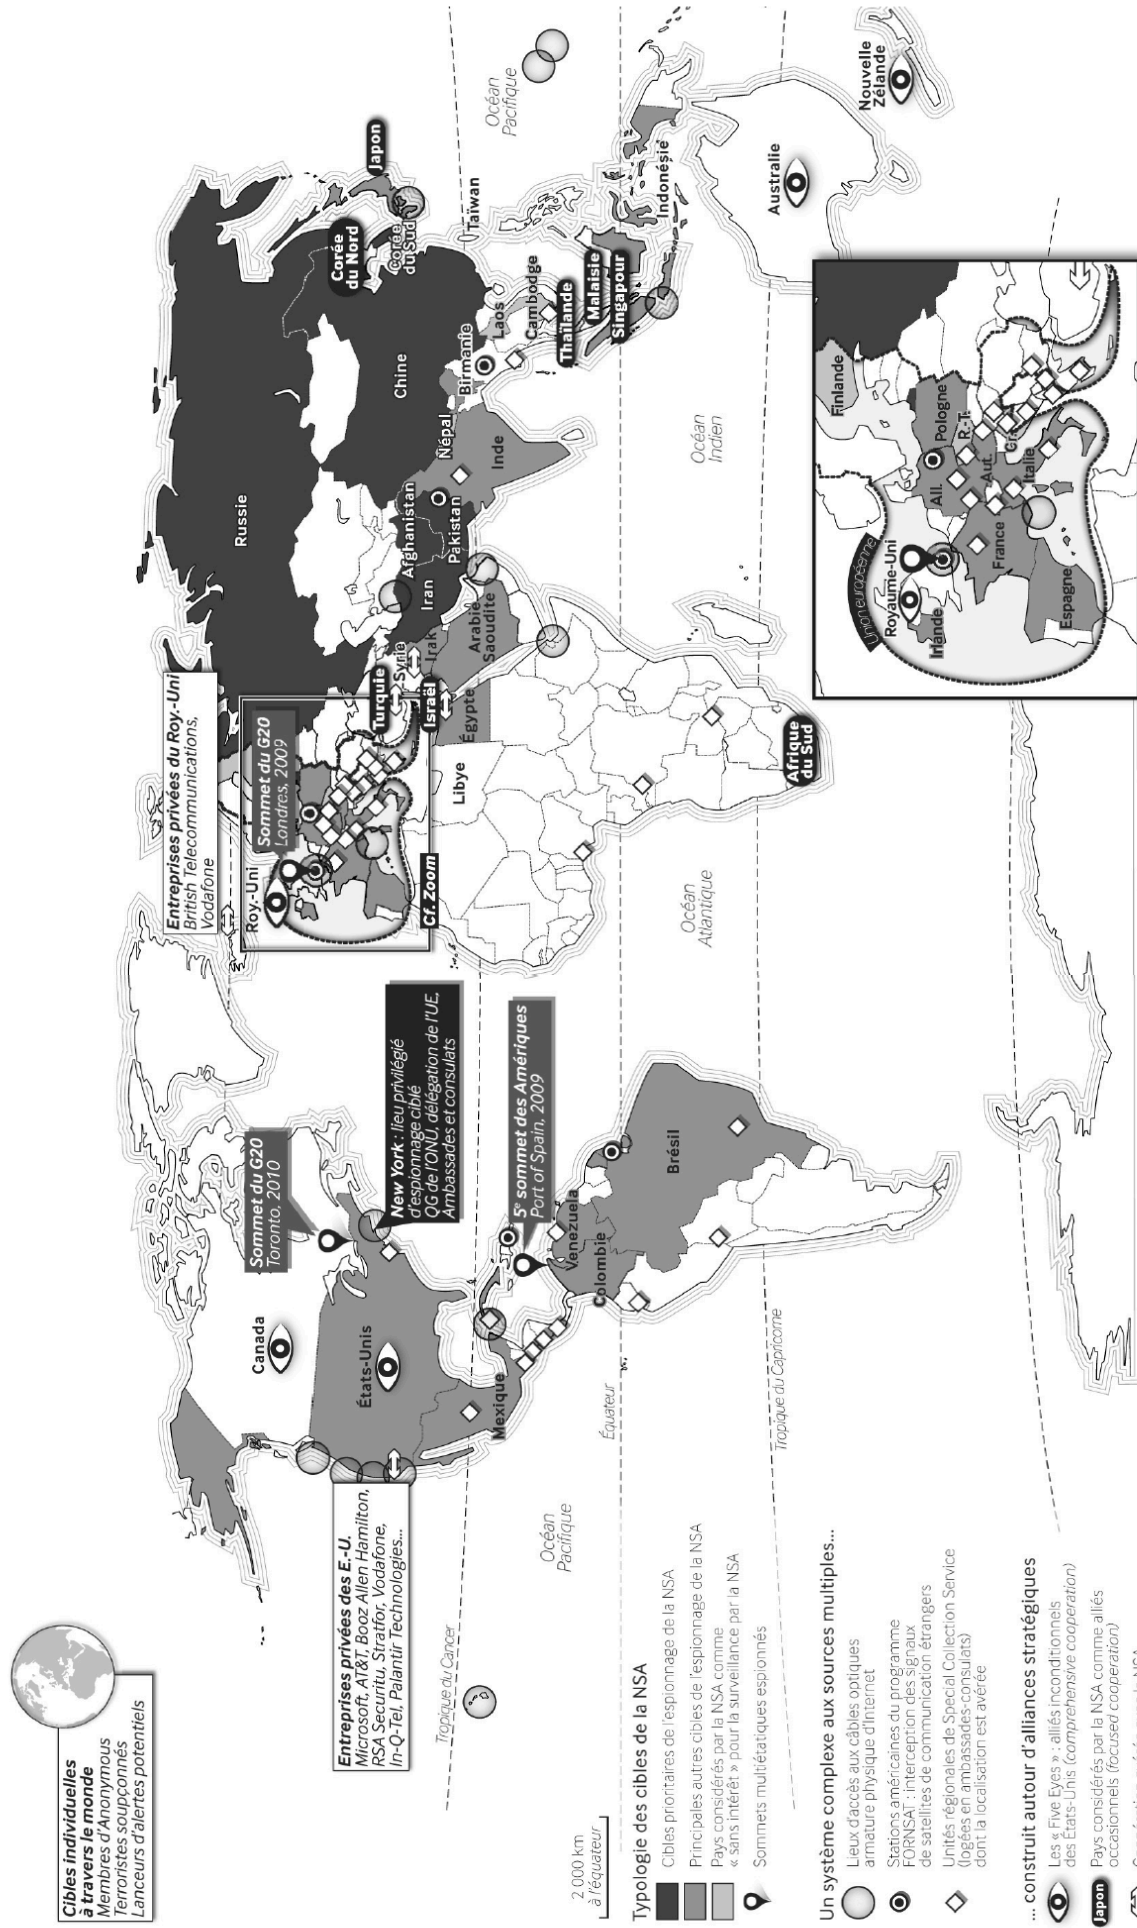 Cibles individuelles
à travers le monde
Membres d'Anonymous
Terroristes soupçonnés
Lanceurs d'alertes potentiels
Entreprises privées des E.-U.
Microsoft, AT&T, Booz Allen Hamilton,
RSA Securitu, Stratfor, Vodafone,
In-Q-Tel, Palantir Technologies...
Canada
États-Unis
Mexique
Sommet du G20
Toronto, 2010
New York : lieu privilégié
d'espionnage ciblé
QG de l'ONU, délégation de l'UE,
Ambassades et consulats
5e sommet des Amériques
Port of Spain, 2009
Venezuela
Colombie
Brésil
Tropique du Cancer
Équateur
Tropique du Capricorne
Océan
Pacifique
Océan
Atlantique
Entreprises privées du Roy.-Uni
British Telecommunications,
Vodafone
Sommet du G20
Londres, 2009
Roy.-Uni
Cf. Zoom
Turquie
Israël
Syrie
Irak
Iran
Arabie
Saoudite
Égypte
Libye
Afrique
du Sud
Russie
Afghanistan
Pakistan
Népal
Inde
Chine
Birmanie
Laos
Cambodge
Thaïlande
Malaisie
Singapour
Indonésie
Taïwan
Corée
du Nord
Corée
du Sud
Japon
Océan
Pacifique
Océan
Indien
Australie
Nouvelle
Zélande
Union européenne
Royaume-Uni
Irlande
Finlande
Pologne
All.
R.-T.
Aut.
Cr.
Italie
France
Espagne
2 000 km
à l'équateur
Typologie des cibles de la NSA
Cibles prioritaires de l'espionnage de la NSA
Principales autres cibles de l'espionnage de la NSA
Pays considérés par la NSA comme
« sans intérêt » pour la surveillance par la NSA
Sommets multiétatiques espionnés
Un système complexe aux sources multiples...
Lieux d'accès aux câbles optiques
armature physique d'Internet
Stations américaines du programme
FORNSAT : interception des signaux
de satellites de communication étrangers
Unités régionales de Special Collection Service
(logées en ambassades-consulats)
dont la localisation est avérée
... construit autour d'alliances stratégiques
Les « Five Eyes » : alliés inconditionnels
des États-Unis (comprehensive cooperation)
Japon
Pays considérés par la NSA comme alliés
occasionnels (focused cooperation)